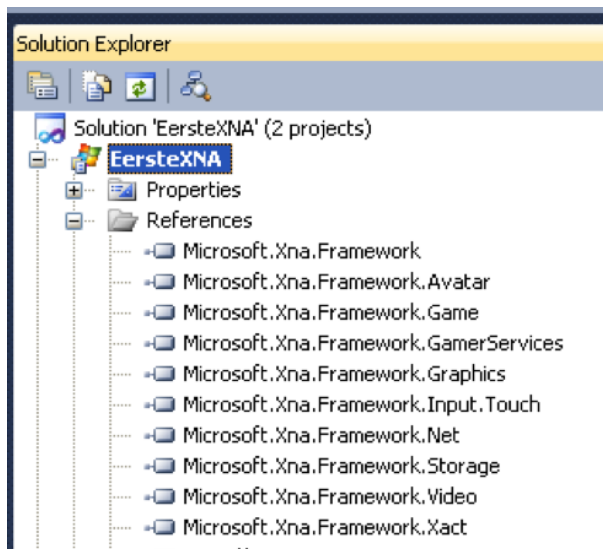 Solution Explorer
Solution 'EersteXNA' (2 projects)
EersteXNA
Properties
References
Microsoft.Xna.Framework
Microsoft.Xna.Framework.Avatar
Microsoft.Xna.Framework.Game
Microsoft.Xna.Framework.GamerServices
Microsoft.Xna.Framework.Graphics
Microsoft.Xna.Framework.Input.Touch
Microsoft.Xna.Framework.Net
Microsoft.Xna.Framework.Storage
Microsoft.Xna.Framework.Video
Microsoft.Xna.Framework.Xact